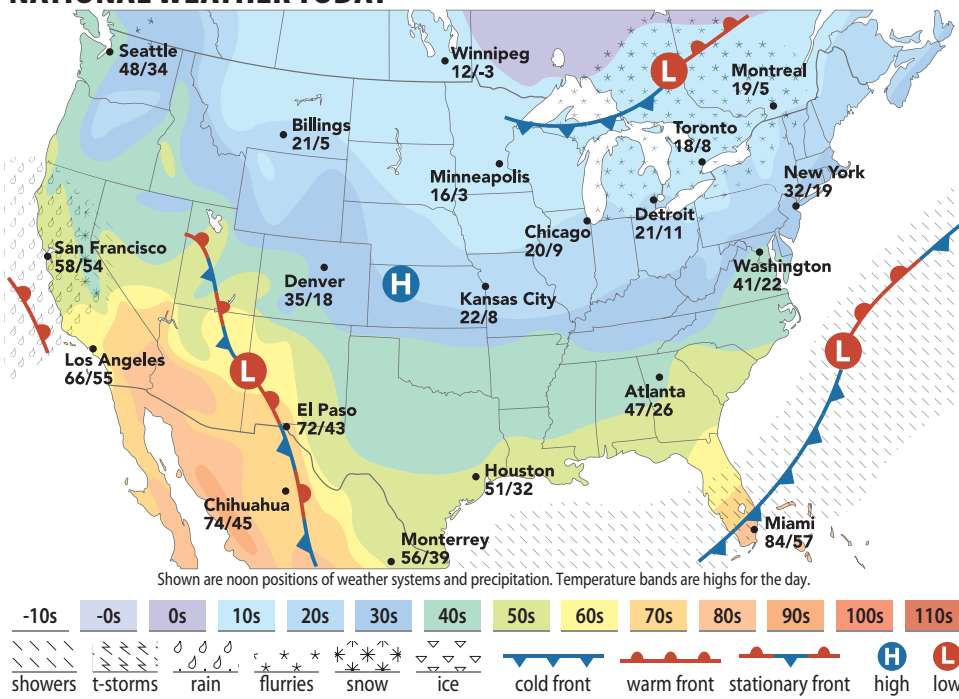 NATIONAL WEATHER TODAY
Seattle
48/34
Winnipeg
12/-3
L
Montreal
19/5
Billings
21/5
Toronto
18/8
Minneapolis
16/3
New York
32/19
Detroit
21/11
Chicago
20/9
San Francisco
58/54
Denver
35/18
H
Kansas City
22/8
Washington
41/22
Los Angeles
66/55
L
L
El Paso
72/43
Atlanta
47/26
Houston
51/32
Chihuahua
74/45
Monterrey
56/39
Miami
84/57
Shown are noon positions of weather systems and precipitation. Temperature bands are highs for the day.
-10s -0s 0s 10s 20s 30s 40s 50s 60s 70s 80s 90s 100s 110s
H L
showers t-storms rain flurries snow ice cold front warm front stationary front high low